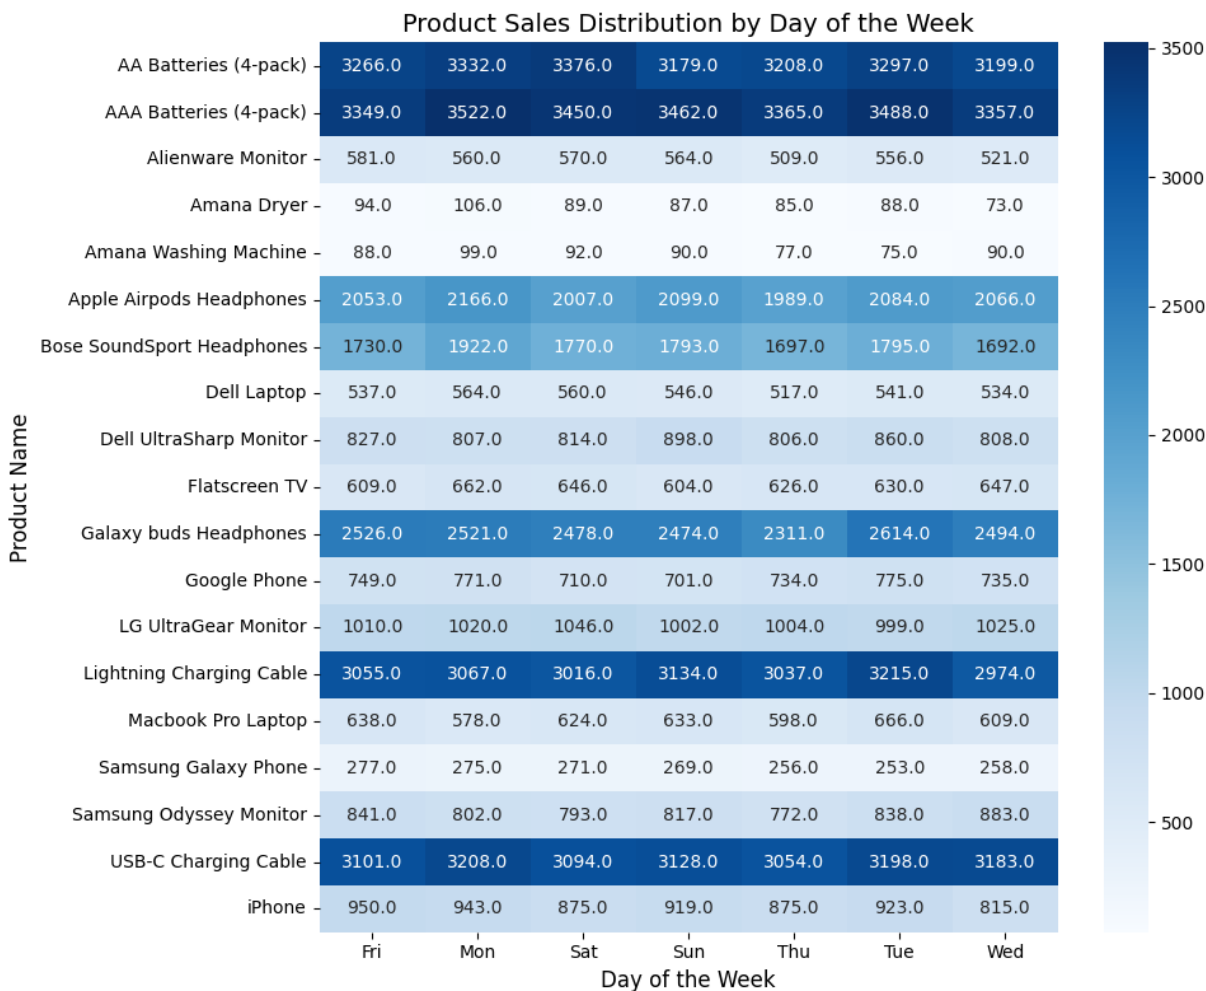 Product Sales Distribution by Day of the Week
AA Batteries (4-pack) 3266.0 3332.0 3376.0 3179.0 3208.0 3297.0 3199.0
AAA Batteries (4-pack) 3349.0 3522.0 3450.0 3462.0 3365.0 3488.0 3357.0
Alienware Monitor 581.0 560.0 570.0 564.0 509.0 556.0 521.0
Amana Dryer 94.0 106.0 89.0 87.0 85.0 88.0 73.0
Amana Washing Machine 88.0 99.0 92.0 90.0 77.0 75.0 90.0
Apple Airpods Headphones 2053.0 2166.0 2007.0 2099.0 1989.0 2084.0 2066.0
Bose SoundSport Headphones 1730.0 1922.0 1770.0 1793.0 1697.0 1795.0 1692.0
Dell Laptop 537.0 564.0 560.0 546.0 517.0 541.0 534.0
Dell UltraSharp Monitor 827.0 807.0 814.0 898.0 806.0 860.0 808.0
Flatscreen TV 609.0 662.0 646.0 604.0 626.0 630.0 647.0
Galaxy buds Headphones 2526.0 2521.0 2478.0 2474.0 2311.0 2614.0 2494.0
Google Phone 749.0 771.0 710.0 701.0 734.0 775.0 735.0
LG UltraGear Monitor 1010.0 1020.0 1046.0 1002.0 1004.0 999.0 1025.0
Lightning Charging Cable 3055.0 3067.0 3016.0 3134.0 3037.0 3215.0 2974.0
Macbook Pro Laptop 638.0 578.0 624.0 633.0 598.0 666.0 609.0
Samsung Galaxy Phone 277.0 275.0 271.0 269.0 256.0 253.0 258.0
Samsung Odyssey Monitor 841.0 802.0 793.0 817.0 772.0 838.0 883.0
USB-C Charging Cable 3101.0 3208.0 3094.0 3128.0 3054.0 3198.0 3183.0
iPhone 950.0 943.0 875.0 919.0 875.0 923.0 815.0
Fri Mon Sat Sun Thu Tue Wed
Day of the Week
Product Name
3500
3000
2500
2000
1500
1000
500